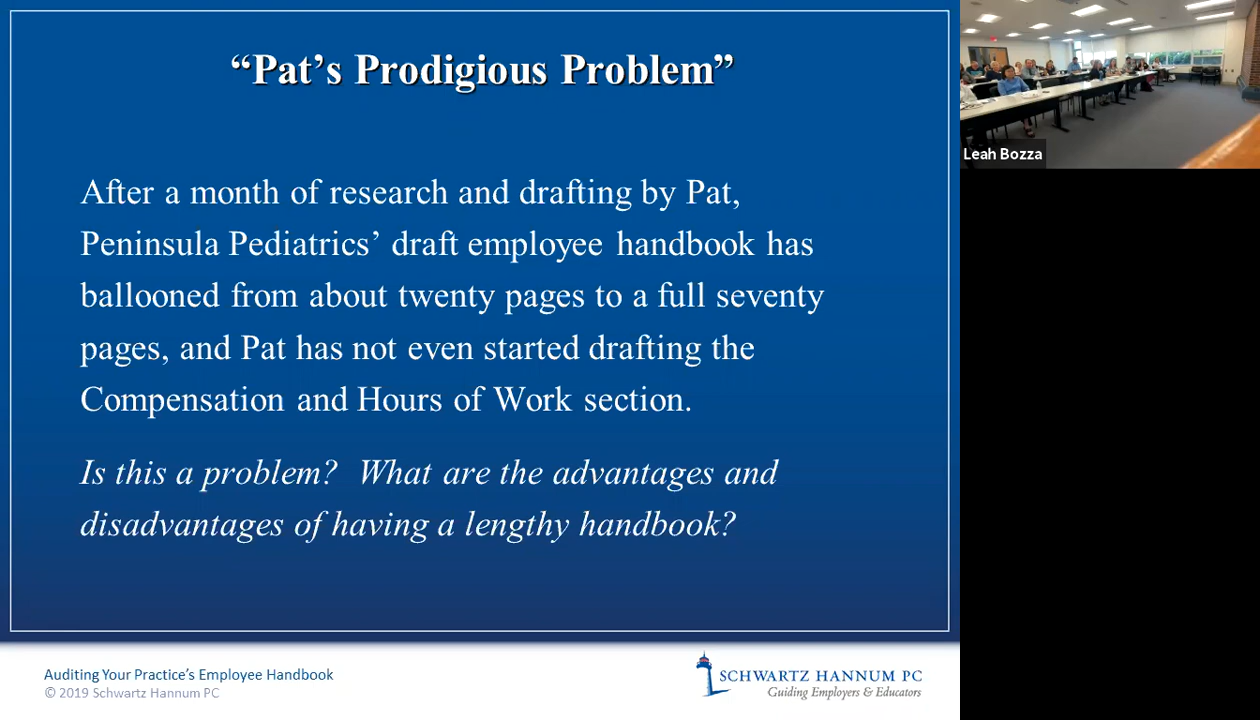 “Pat’s Prodigious Problem”
After a month of research and drafting by Pat,
Peninsula Pediatrics’ draft employee handbook has
ballooned from about twenty pages to a full seventy
pages, and Pat has not even started drafting the
Compensation and Hours of Work section.
Is this a problem?  What are the advantages and
disadvantages of having a lengthy handbook?
Auditing Your Practice’s Employee Handbook
© 2019 Schwartz Hannum PC
SCHWARTZ HANNUM PC
Guiding Employers & Educators
Leah Bozza